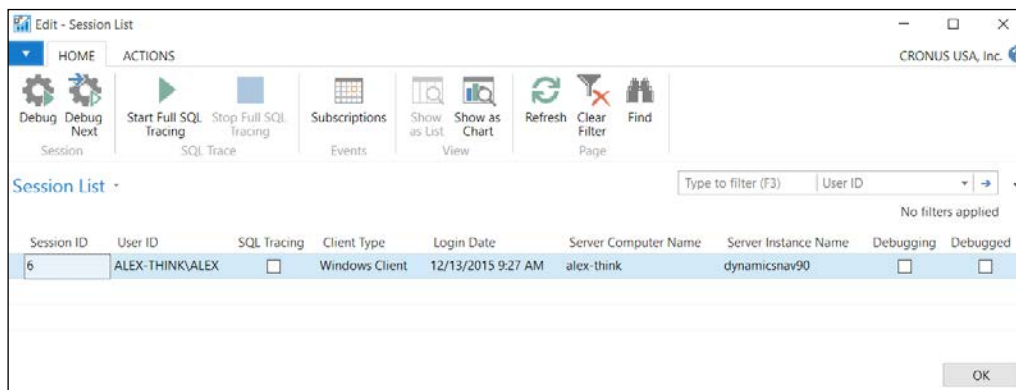 Edit - Session List
HOME ACTIONS CRONUS USA, Inc.
Debug Debug Next Start Full SQL Tracing Stop Full SQL Tracing Subscriptions Show as List Show as Chart Refresh Clear Filter Find
Session SQL Trace Events View Page
Session List Type to filter (F3) User ID
No filters applied
Session ID User ID SQL Tracing Client Type Login Date Server Computer Name Server Instance Name Debugging Debugged
6 ALEX-THINK\ALEX Windows Client 12/13/2015 9:27 AM alex-think dynamicsnav90
OK